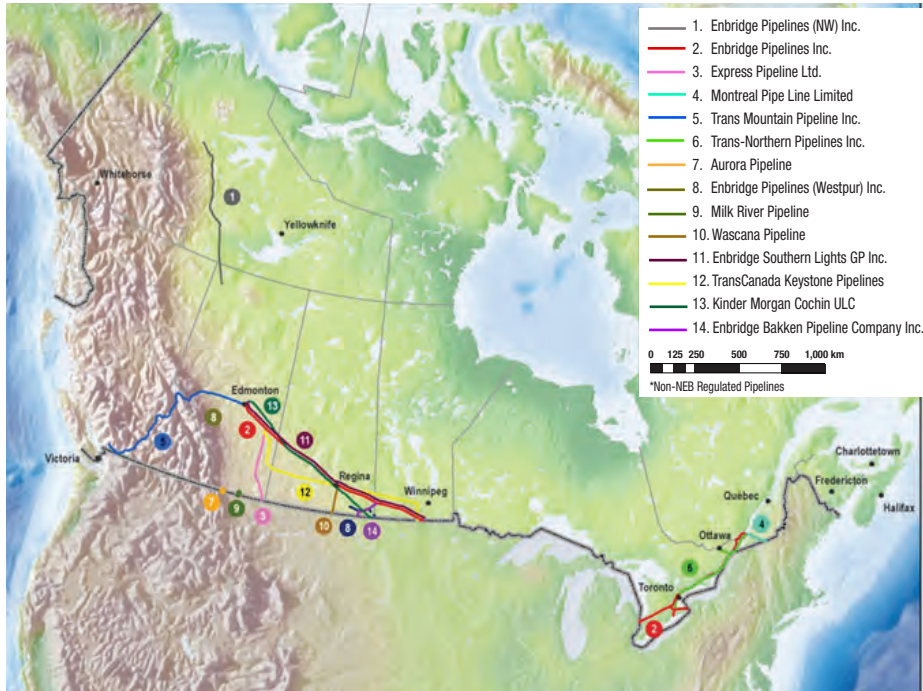 1. Enbridge Pipelines (NW) Inc.
2. Enbridge Pipelines Inc.
3. Express Pipeline Ltd.
4. Montreal Pipe Line Limited
5. Trans Mountain Pipeline Inc.
6. Trans-Northern Pipelines Inc.
7. Aurora Pipeline
8. Enbridge Pipelines (Westpur) Inc.
9. Milk River Pipeline
10. Wascana Pipeline
11. Enbridge Southern Lights GP Inc.
12. TransCanada Keystone Pipelines
13. Kinder Morgan Cochin ULC
14. Enbridge Bakken Pipeline Company Inc.
0 125 250 500 750 1,000 km
*Non-NEB Regulated Pipelines
Whitehorse
1
Yellowknife
Edmonton
13
8
2
11
5
Victoria
Regina
12
Winnipeg
7
9
3
10
8
14
Charlottetown
Fredericton
Québec
Halifax
4
Ottawa
6
Toronto
2